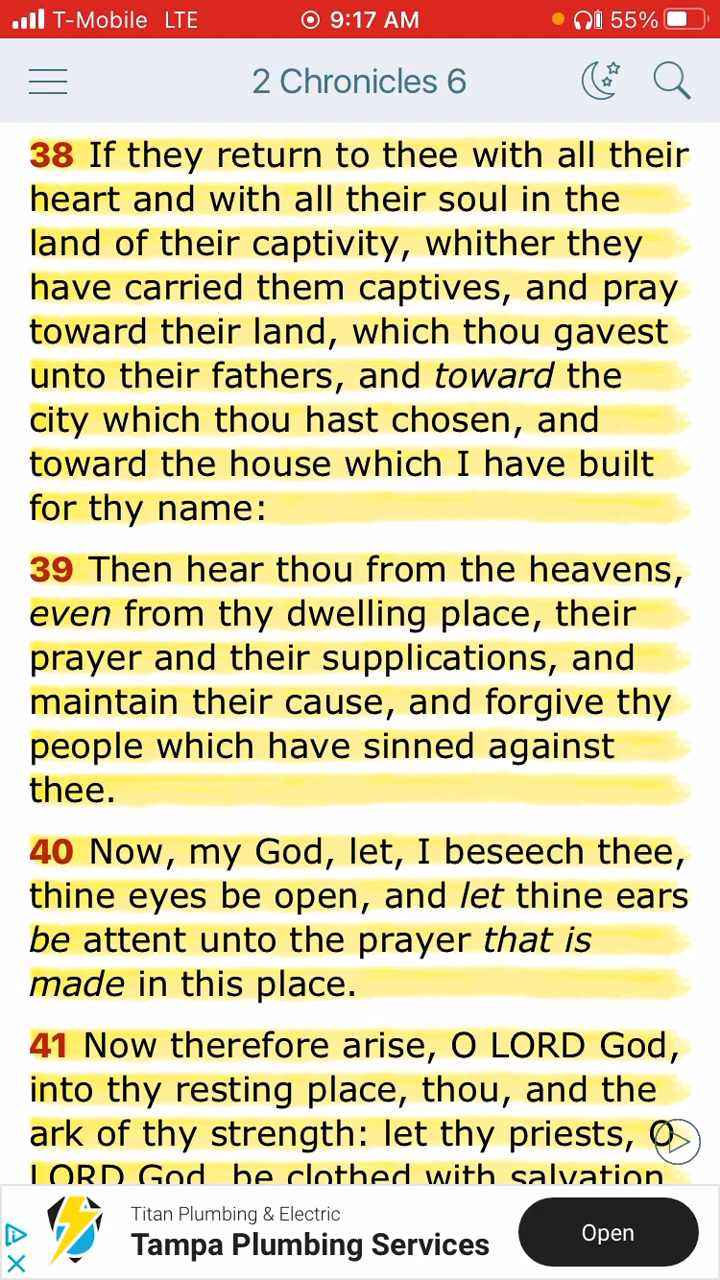 T-Mobile LTE 9:17 AM 55%
2 Chronicles 6
38 If they return to thee with all their
heart and with all their soul in the
land of their captivity, whither they
have carried them captives, and pray
toward their land, which thou gavest
unto their fathers, and toward the
city which thou hast chosen, and
toward the house which I have built
for thy name:
39 Then hear thou from the heavens,
even from thy dwelling place, their
prayer and their supplications, and
maintain their cause, and forgive thy
people which have sinned against
thee.
40 Now, my God, let, I beseech thee,
thine eyes be open, and let thine ears
be attent unto the prayer that is
made in this place.
41 Now therefore arise, O LORD God,
into thy resting place, thou, and the
ark of thy strength: let thy priests, O
LORD God, be clothed with salvation,
Titan Plumbing & Electric
Tampa Plumbing Services
Open